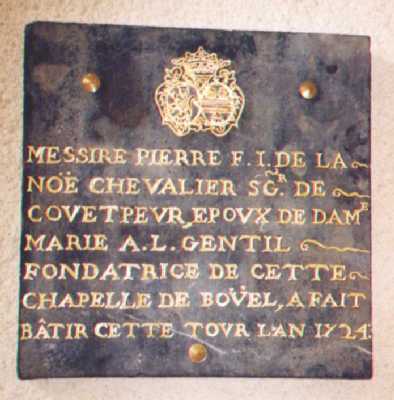 MESSIRE PIERRE F. I. DE LA
NOË CHEVALIER SG.R DE
COVETPEVR, EPOVX DE DAME
MARIE A. L. GENTIL
FONDATRICE DE CETTE
CHAPELLE DE BOÜËL, A FAIT
BÂTIR CETTE TOVR L'AN 1724.